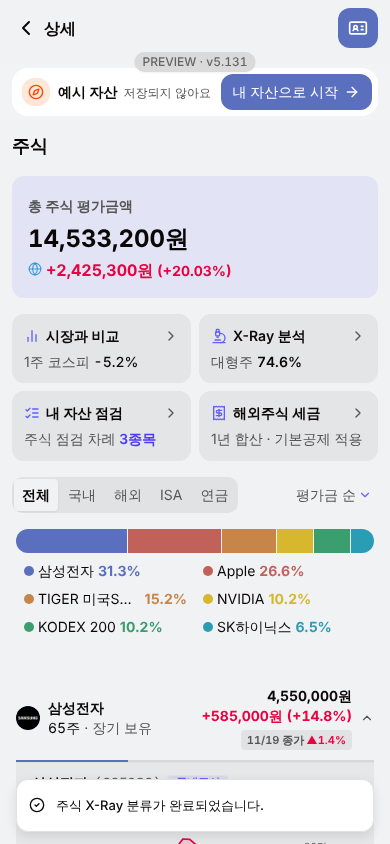 상세
PREVIEW · v5.131
예시 자산 저장되지 않아요 내 자산으로 시작 →
주식
총 주식 평가금액
14,533,200원
+2,425,300원 (+20.03%)
시장과 비교
1주 코스피 -5.2%
X-Ray 분석
대형주 74.6%
내 자산 점검
주식 점검 차례 3종목
해외주식 세금
1년 합산 · 기본공제 적용
전체 국내 해외 ISA 연금 평가금 순
삼성전자 31.3% Apple 26.6%
TIGER 미국S... 15.2% NVIDIA 10.2%
KODEX 200 10.2% SK하이닉스 6.5%
삼성전자
65주 · 장기 보유
4,550,000원
+585,000원 (+14.8%)
11/19 종가 ▲1.4%
주식 X-Ray 분류가 완료되었습니다.